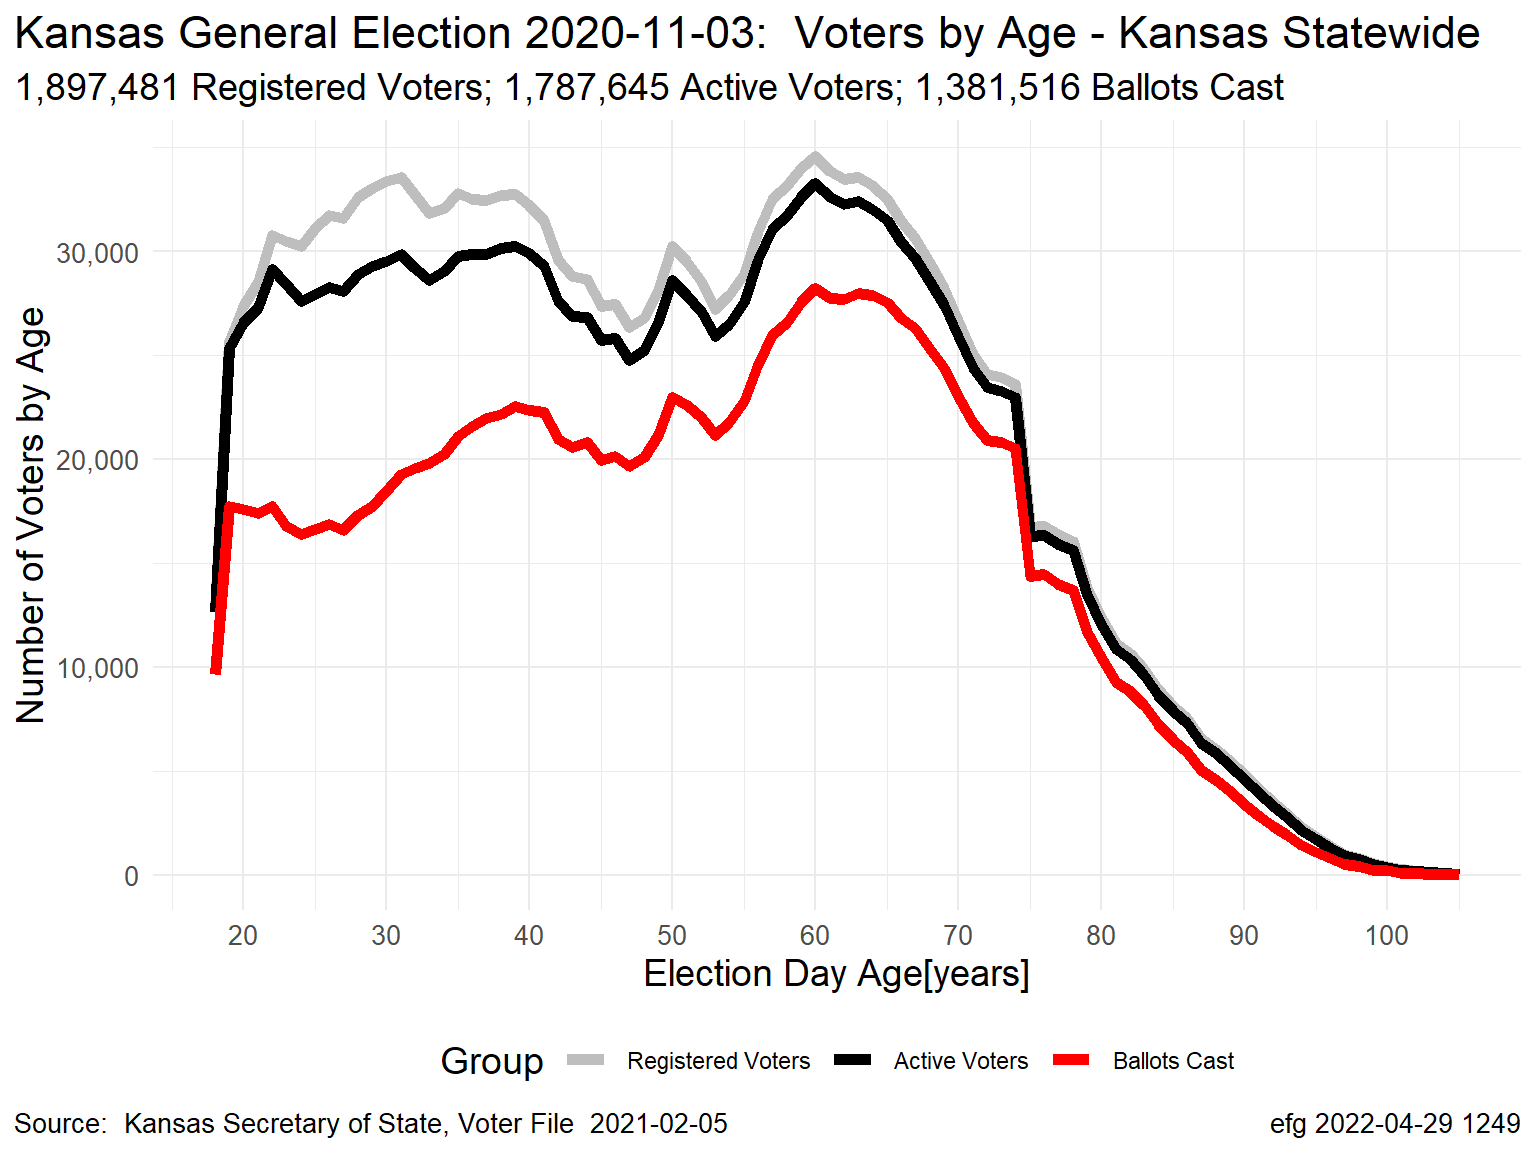 Kansas General Election 2020-11-03:  Voters by Age - Kansas Statewide
1,897,481 Registered Voters; 1,787,645 Active Voters; 1,381,516 Ballots Cast
Number of Voters by Age
30,000
20,000
10,000
0
20 30 40 50 60 70 80 90 100
Election Day Age[years]
Group Registered Voters Active Voters Ballots Cast
Source:  Kansas Secretary of State, Voter File  2021-02-05
efg 2022-04-29 1249